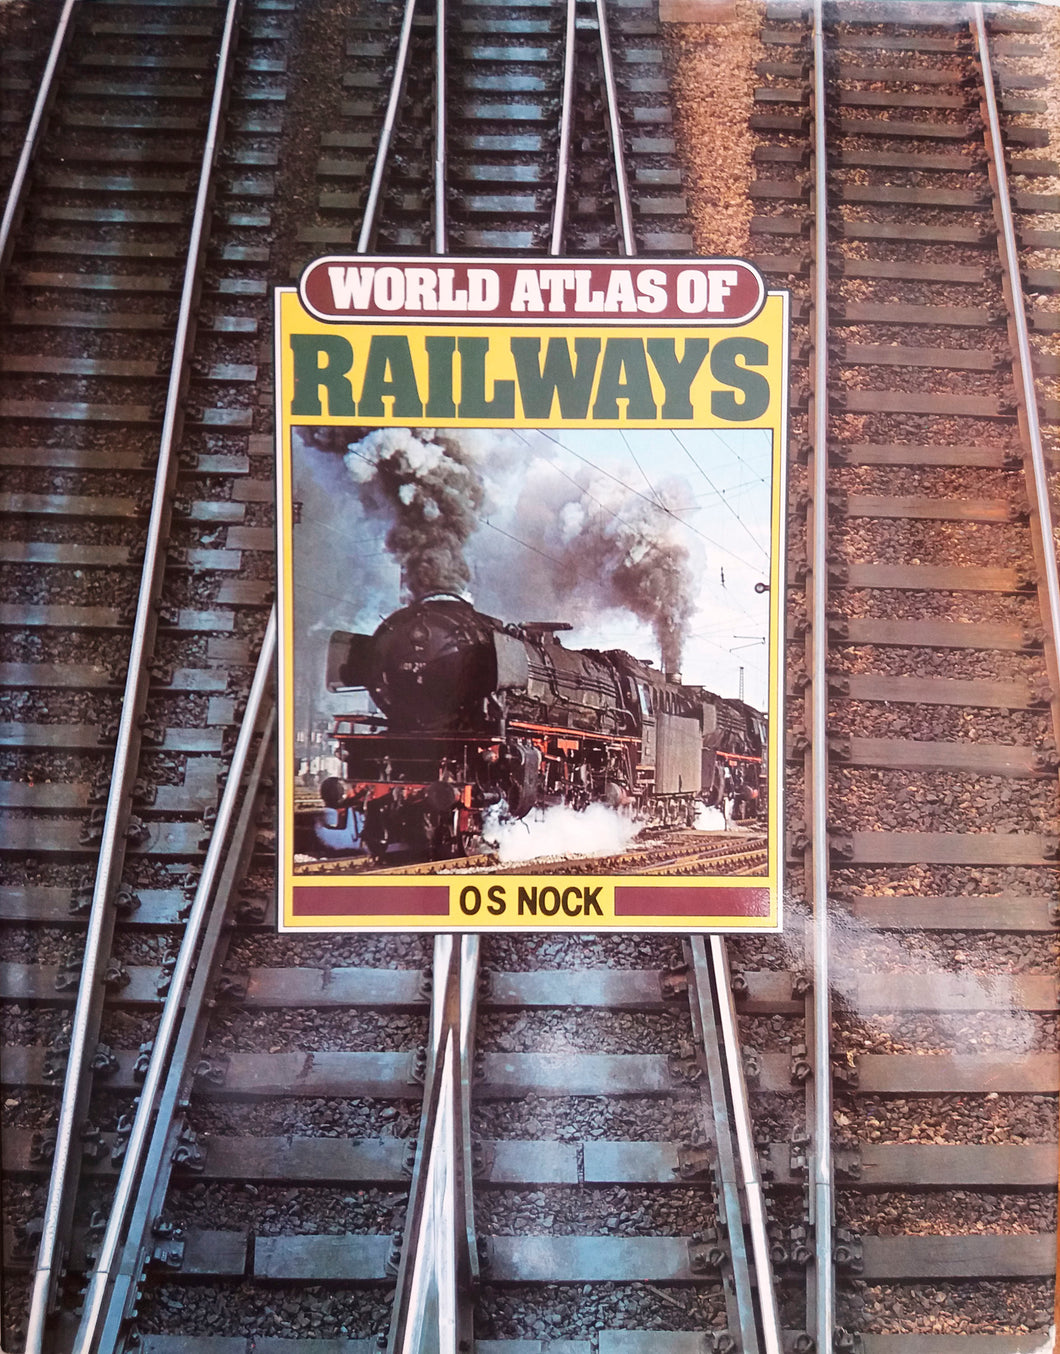 WORLD ATLAS OF
RAILWAYS
O S NOCK